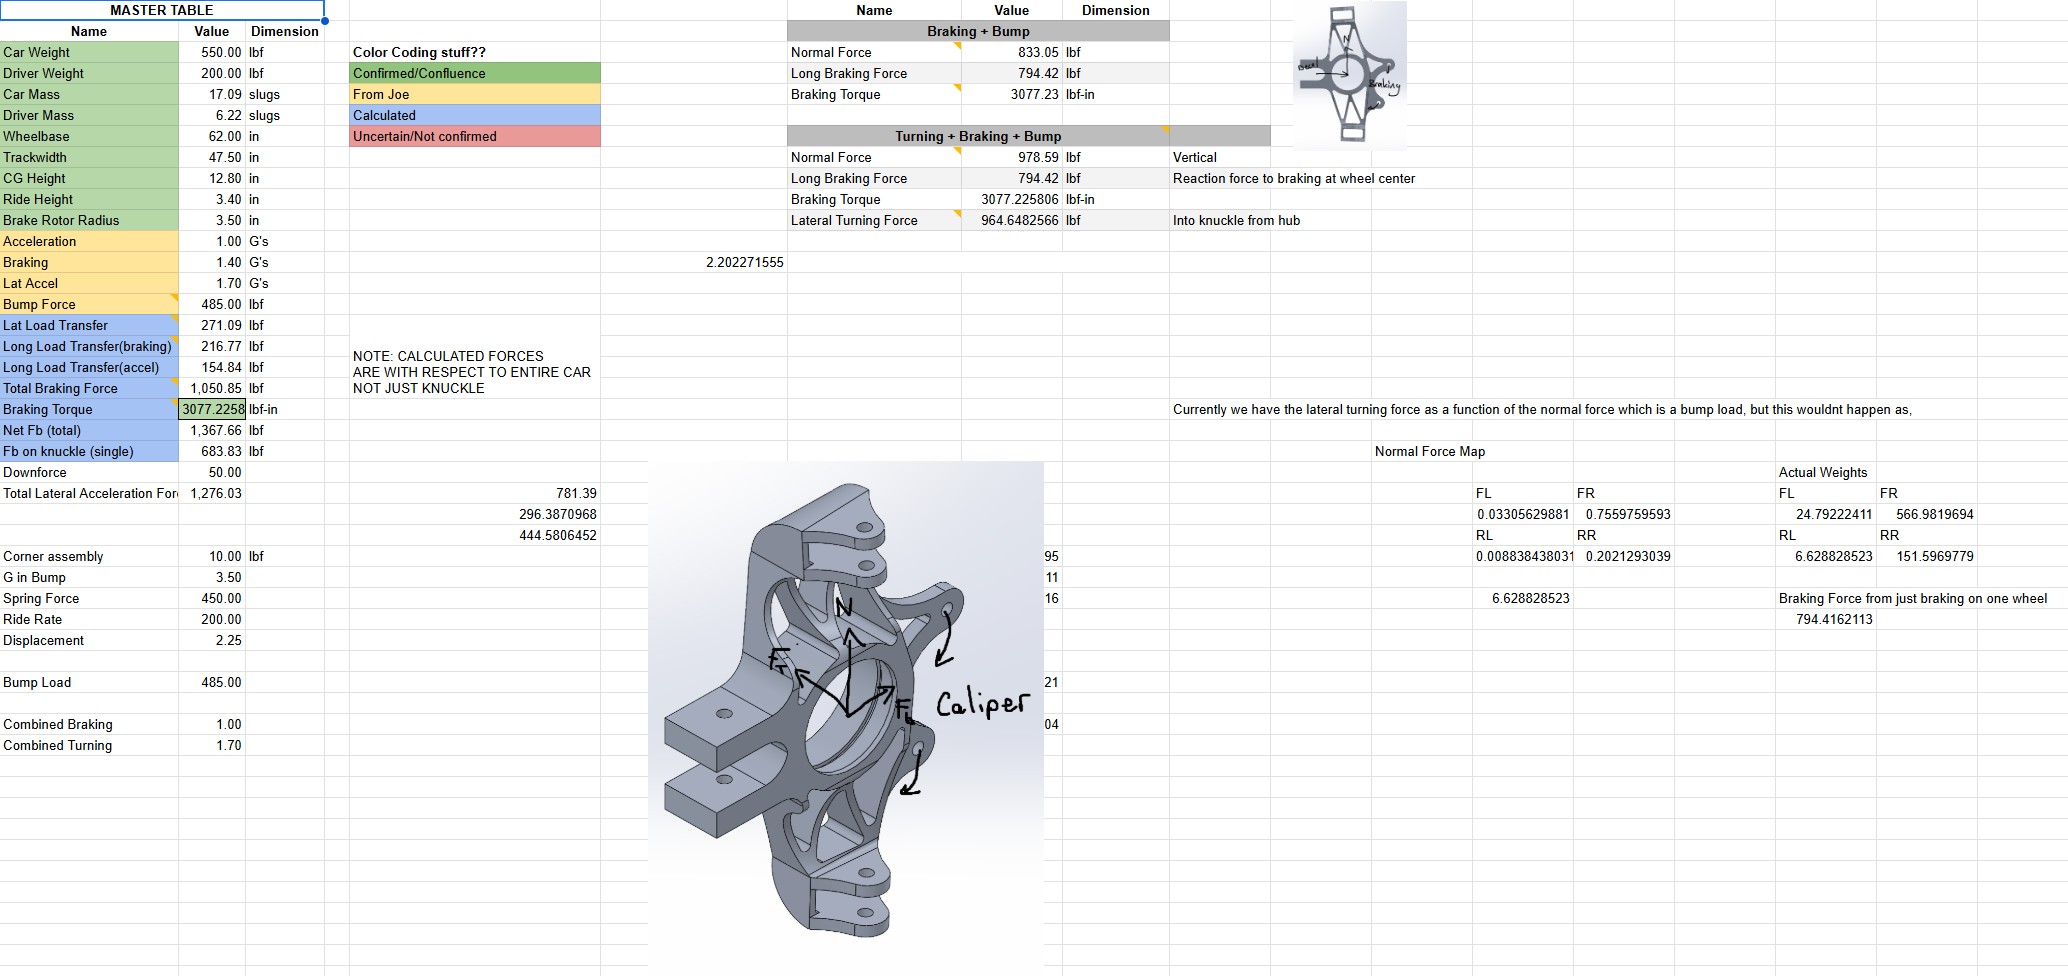 MASTER TABLE
Name Value Dimension
Car Weight 550.00 lbf
Driver Weight 200.00 lbf
Car Mass 17.09 slugs
Driver Mass 6.22 slugs
Wheelbase 62.00 in
Trackwidth 47.50 in
CG Height 12.80 in
Ride Height 3.40 in
Brake Rotor Radius 3.50 in
Acceleration 1.00 G's
Braking 1.40 G's
Lat Accel 1.70 G's
Bump Force 485.00 lbf
Lat Load Transfer 271.09 lbf
Long Load Transfer(braking) 216.77 lbf
Long Load Transfer(accel) 154.84 lbf
Total Braking Force 1,050.85 lbf
Braking Torque 3077.2258 lbf-in
Net Fb (total) 1,367.66 lbf
Fb on knuckle (single) 683.83 lbf
Downforce 50.00
Total Lateral Acceleration For 1,276.03
Corner assembly 10.00 lbf
G in Bump 3.50
Spring Force 450.00
Ride Rate 200.00
Displacement 2.25
Bump Load 485.00
Combined Braking 1.00
Combined Turning 1.70
Color Coding stuff??
Confirmed/Confluence
From Joe
Calculated
Uncertain/Not confirmed
NOTE: CALCULATED FORCES
ARE WITH RESPECT TO ENTIRE CAR
NOT JUST KNUCKLE
781.39
296.3870968
444.5806452
2.202271555
Name Value Dimension
Braking + Bump
Normal Force 833.05 lbf
Long Braking Force 794.42 lbf
Braking Torque 3077.23 lbf-in
Turning + Braking + Bump
Normal Force 978.59 lbf Vertical
Long Braking Force 794.42 lbf Reaction force to braking at wheel center
Braking Torque 3077.225806 lbf-in
Lateral Turning Force 964.6482566 lbf Into knuckle from hub
N
Braking
N
F
Fb
Caliper
95
11
16
21
04
Currently we have the lateral turning force as a function of the normal force which is a bump load, but this wouldnt happen as,
Normal Force Map
Actual Weights
FL FR FL FR
0.03305629881 0.7559759593 24.79222411 566.9819694
RL RR RL RR
0.008838438031 0.2021293039 6.628828523 151.5969779
6.628828523 Braking Force from just braking on one wheel
794.4162113